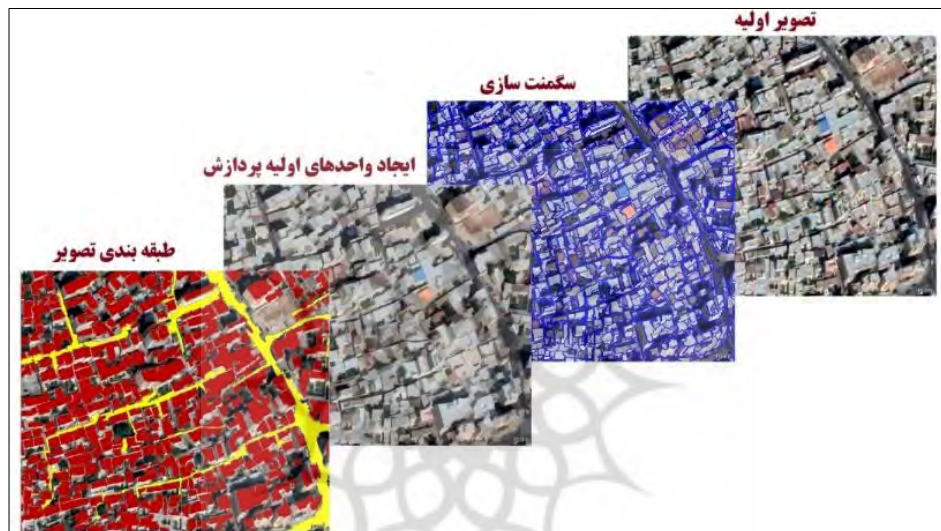 تصویر اولیه
سگمنت سازی
ایجاد واحدهای اولیه پردازش
طبقه بندی تصویر